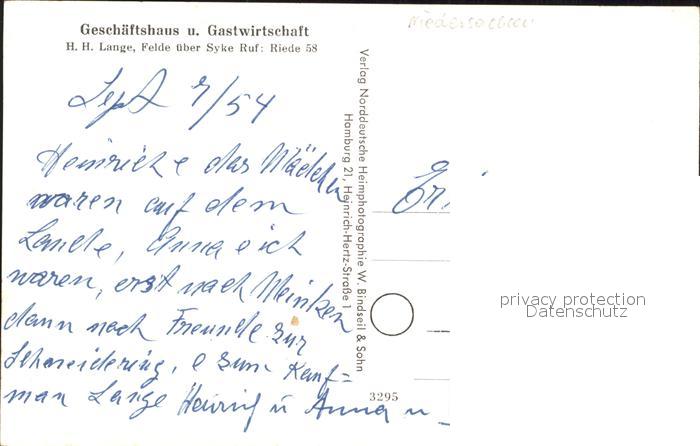 Geschäftshaus u. Gastwirtschaft
H. H. Lange, Felde über Syke Ruf: Riede 58
Niedersachsen
Sept 7/54
Heinrich e das Mädchen
waren auf dem
Lande, Anna e ich
waren, erst nach Meinken
dann nach Freunde zur
Schneidering, e zum Kauf=
man Lange Heinrich u Anna u
Verlag Norddeutsche Heimphotographie W. Bindseil & Sohn
Hamburg 21, Heinrich-Hertz-Straße 1
3295
privacy protection
Datenschutz